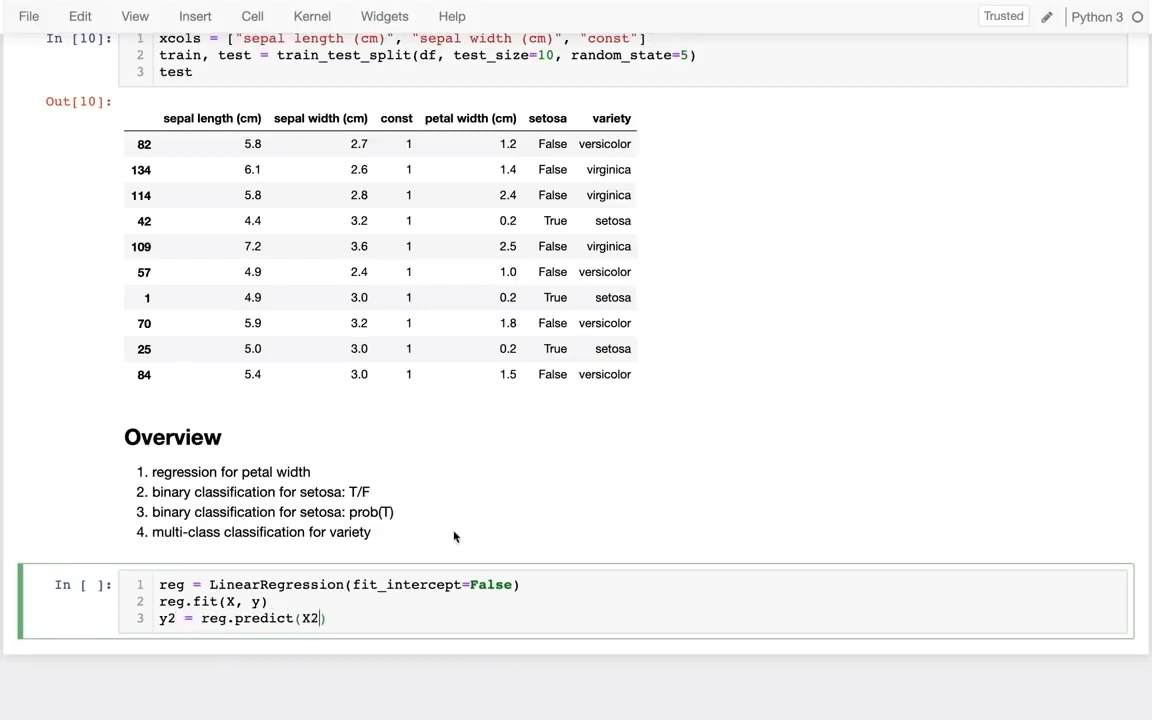 File Edit View Insert Cell Kernel Widgets Help Trusted Python 3
In [10]: 1 xcols = ["sepal length (cm)", "sepal width (cm)", "const"]
2 train, test = train_test_split(df, test_size=10, random_state=5)
3 test
Out[10]:
sepal length (cm) sepal width (cm) const petal width (cm) setosa variety
82 5.8 2.7 1 1.2 False versicolor
134 6.1 2.6 1 1.4 False virginica
114 5.8 2.8 1 2.4 False virginica
42 4.4 3.2 1 0.2 True setosa
109 7.2 3.6 1 2.5 False virginica
57 4.9 2.4 1 1.0 False versicolor
1 4.9 3.0 1 0.2 True setosa
70 5.9 3.2 1 1.8 False versicolor
25 5.0 3.0 1 0.2 True setosa
84 5.4 3.0 1 1.5 False versicolor
Overview
1. regression for petal width
2. binary classification for setosa: T/F
3. binary classification for setosa: prob(T)
4. multi-class classification for variety
In [ ]: 1 reg = LinearRegression(fit_intercept=False)
2 reg.fit(X, y)
3 y2 = reg.predict(X2)